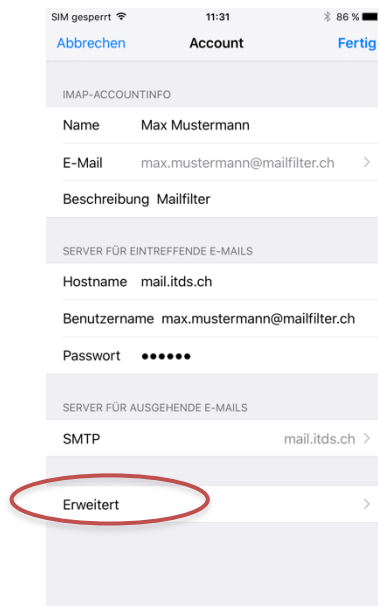 SIM gesperrt 11:31 86 %
Abbrechen Account Fertig
IMAP-ACCOUNTINFO
Name Max Mustermann
E-Mail max.mustermann@mailfilter.ch
Beschreibung Mailfilter
SERVER FÜR EINTREFFENDE E-MAILS
Hostname mail.itds.ch
Benutzername max.mustermann@mailfilter.ch
Passwort ●●●●●●
SERVER FÜR AUSGEHENDE E-MAILS
SMTP mail.itds.ch
Erweitert